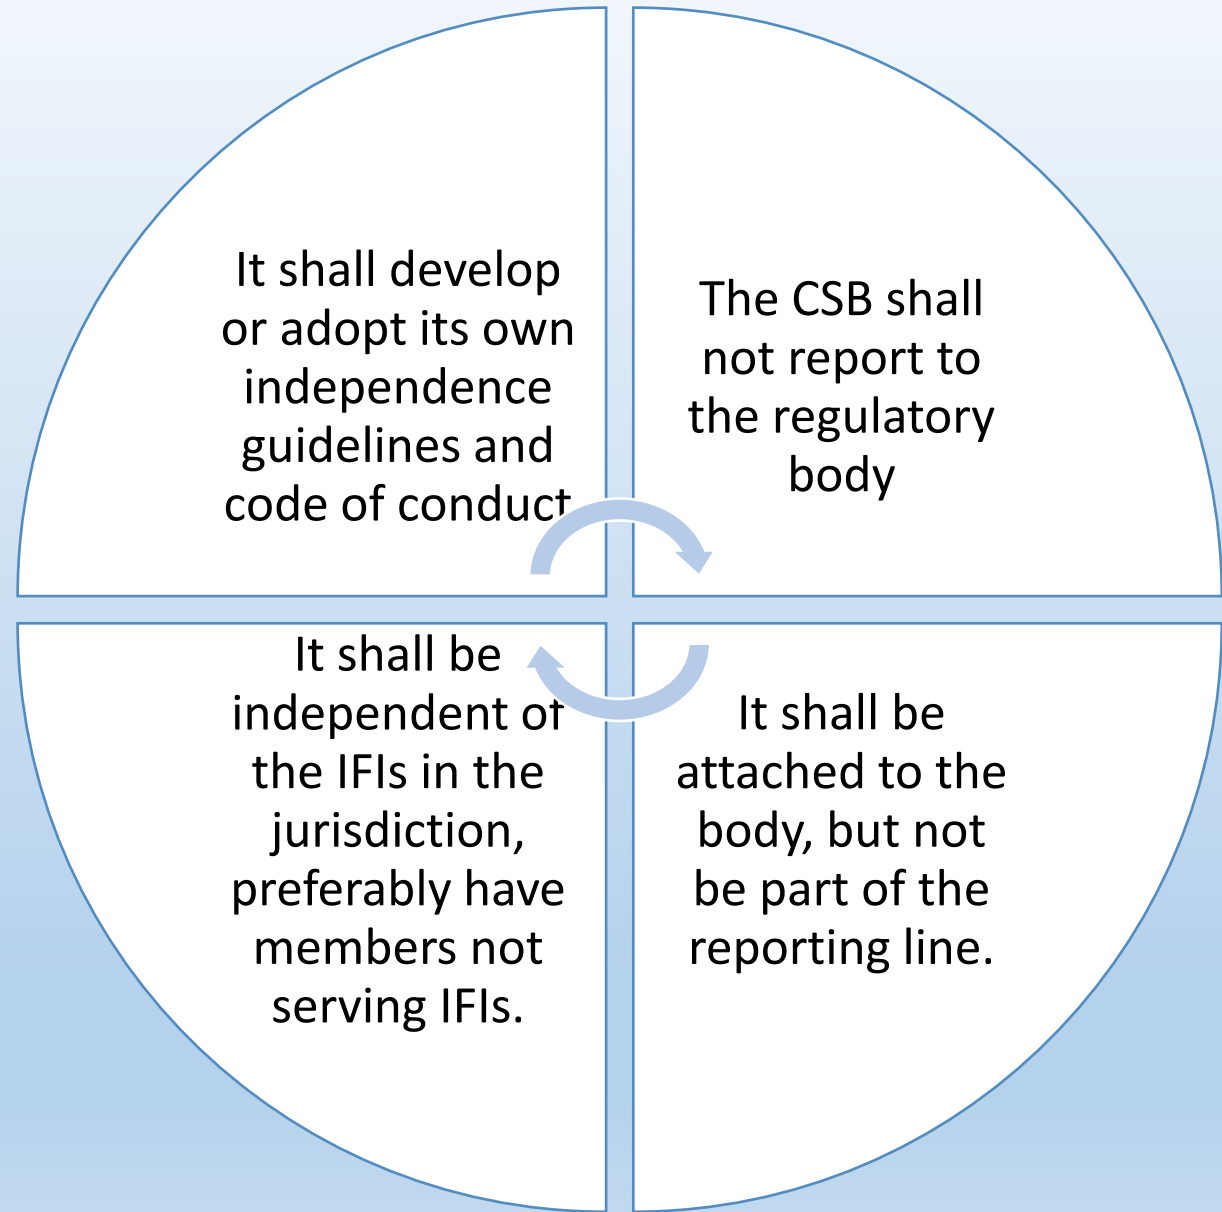 It shall develop
or adopt its own
independence
guidelines and
code of conduct
The CSB shall
not report to
the regulatory
body
It shall be
independent of
the IFIs in the
jurisdiction,
preferably have
members not
serving IFIs.
It shall be
attached to the
body, but not
be part of the
reporting line.